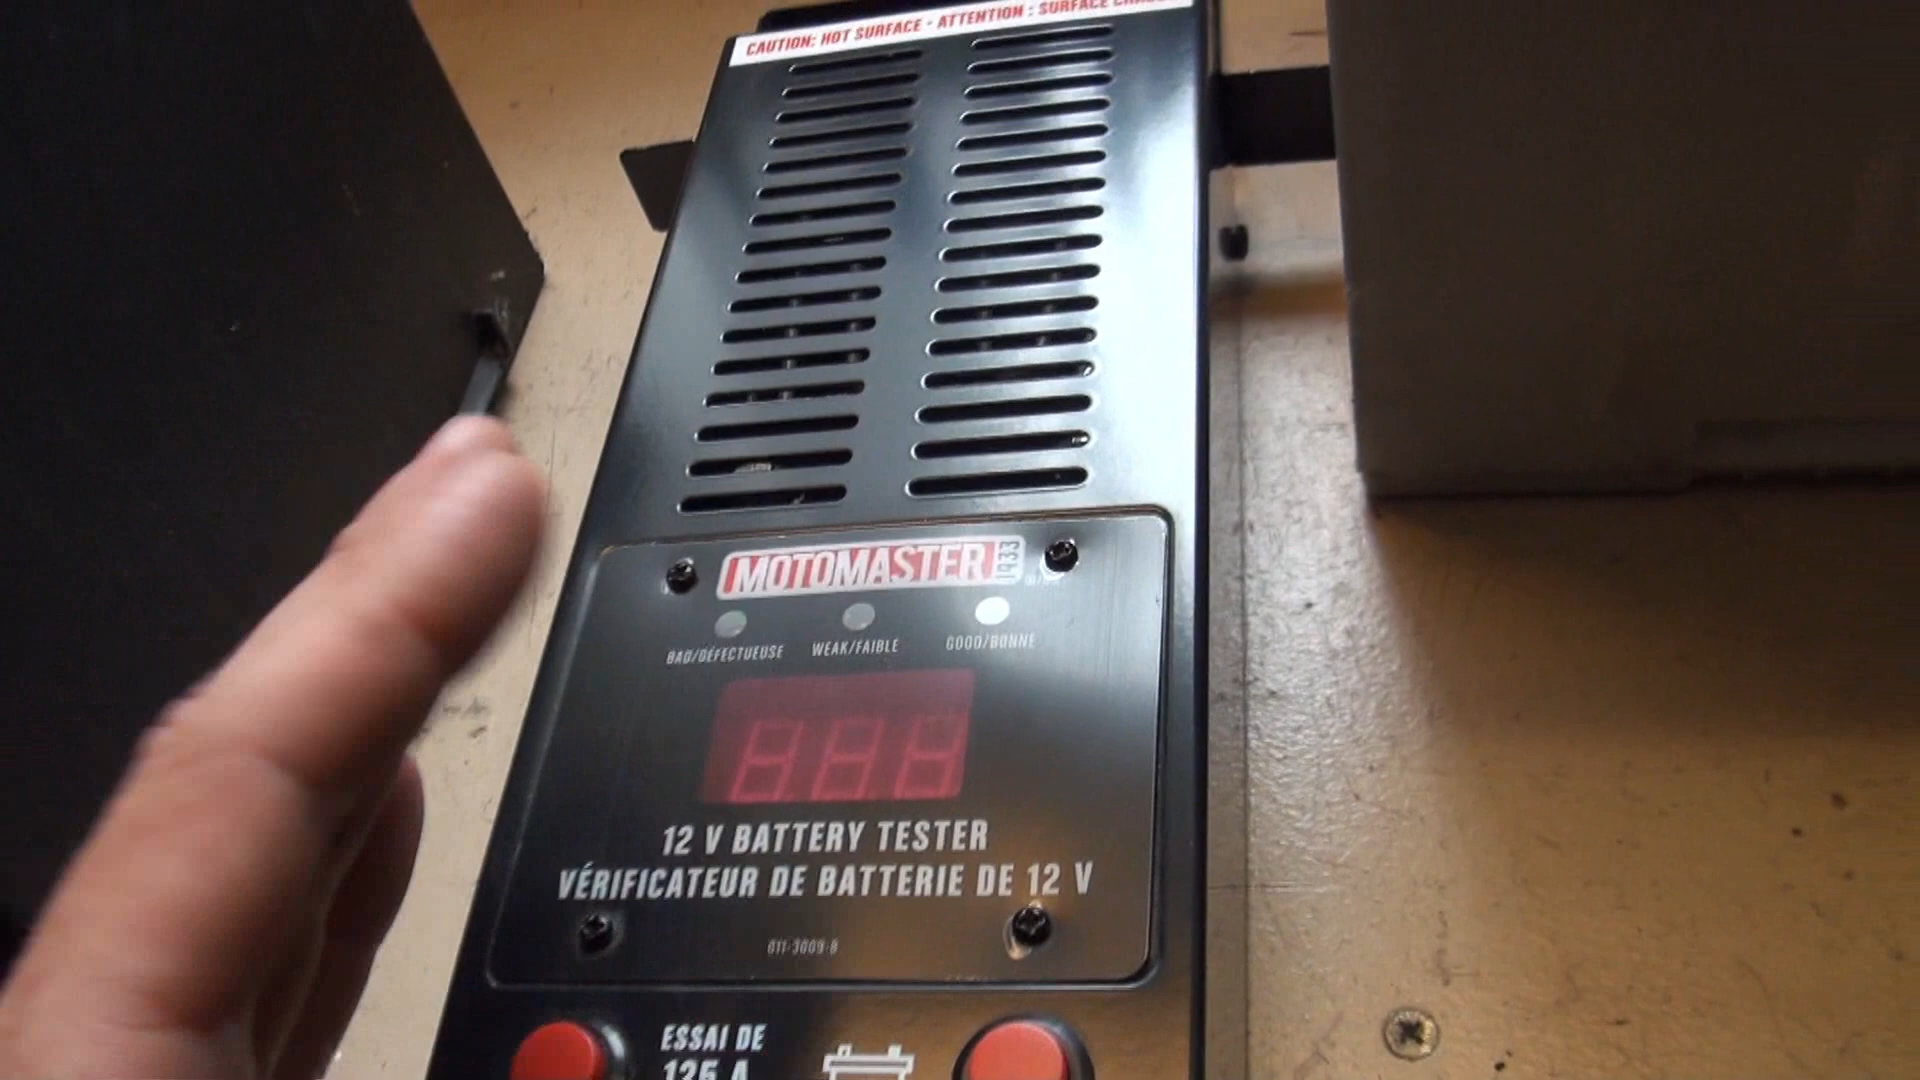 CAUTION: HOT SURFACE - ATTENTION : SURFACE
MOTOMASTER 1933
BAD/DÉFECTUEUSE WEAK/FAIBLE GOOD/BONNE
12 V BATTERY TESTER
VÉRIFICATEUR DE BATTERIE DE 12 V
011-3009-8
ESSAI DE
125 A